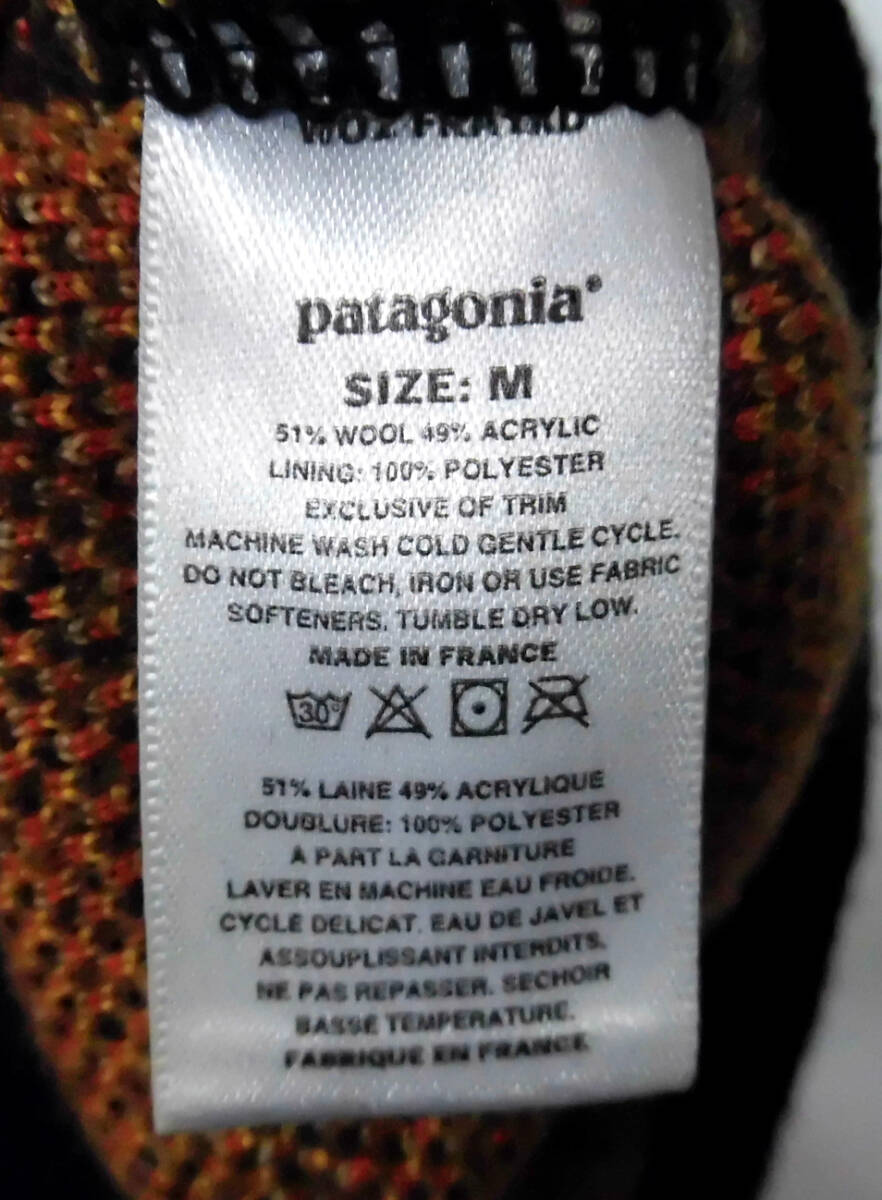 patagonia®
SIZE: M
51% WOOL 49% ACRYLIC
LINING: 100% POLYESTER
EXCLUSIVE OF TRIM
MACHINE WASH COLD GENTLE CYCLE.
DO NOT BLEACH, IRON OR USE FABRIC
SOFTENERS. TUMBLE DRY LOW.
MADE IN FRANCE
30°
51% LAINE 49% ACRYLIQUE
DOUBLURE: 100% POLYESTER
A PART LA GARNITURE
LAVER EN MACHINE EAU FROIDE.
CYCLE DELICAT. EAU DE JAVEL ET
ASSOUPLISSANT INTERDITS.
NE PAS REPASSER. SECHOIR
BASSE TEMPERATURE.
FABRIQUE EN FRANCE